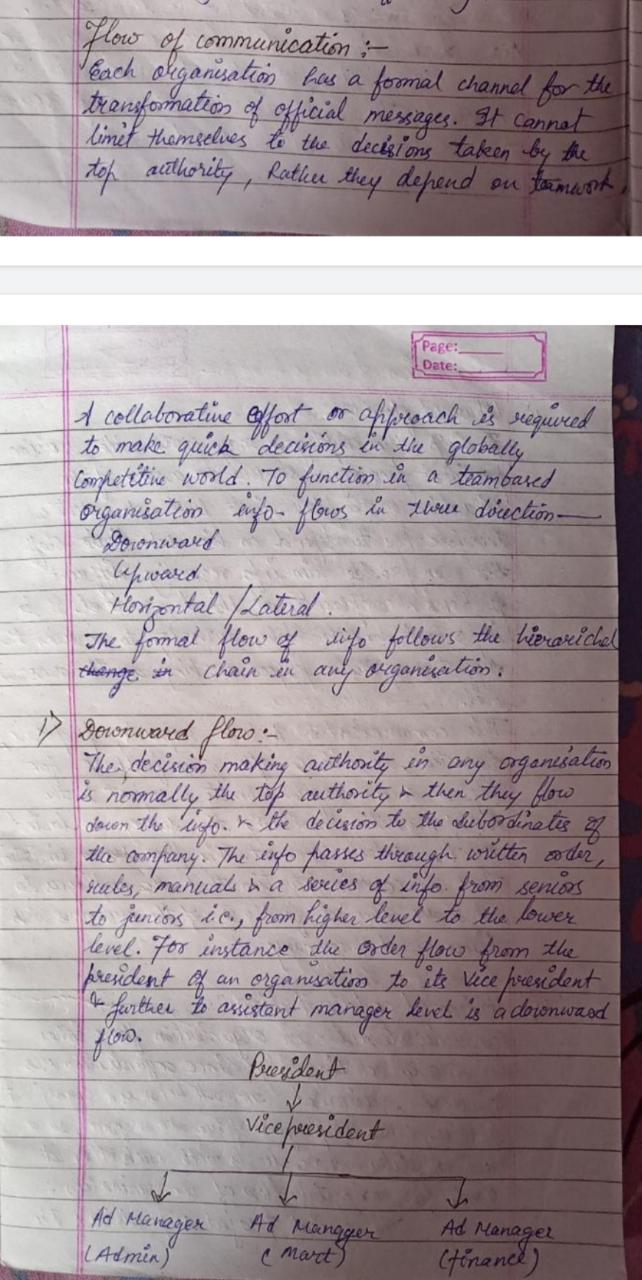 Flow of communication :-
Each organisation has a formal channel for the
transformation of official messages. It cannot
limit themselves to the decisions taken by the
top authority, Rather they depend on teamwork.
Page:
Date:
A collaborative effort or approach is required
to make quick decisions in the globally
Competitive world. To function in a teambased
organisation info- flows in three direction—
Downward
Upward
Horizontal / Lateral.
The formal flow of info follows the hierarichel
change in chain in any organisation.
1) Downward flow:-
The decision making authority in any organisation
is normally the top authority & then they flow
down the info. & the decision to the Subordinates of
the company. The info passes through written order,
rules, manuals & a series of info. from seniors
to juniors i.e., from higher level to the lower
level. For instance the order flow from the
president of an organisation to its Vice president
& further to assistant manager level is a downward
flow.
President
Vice president
Ad Manager Ad Manager Ad Manager
(Admin) (Mart) (finance)